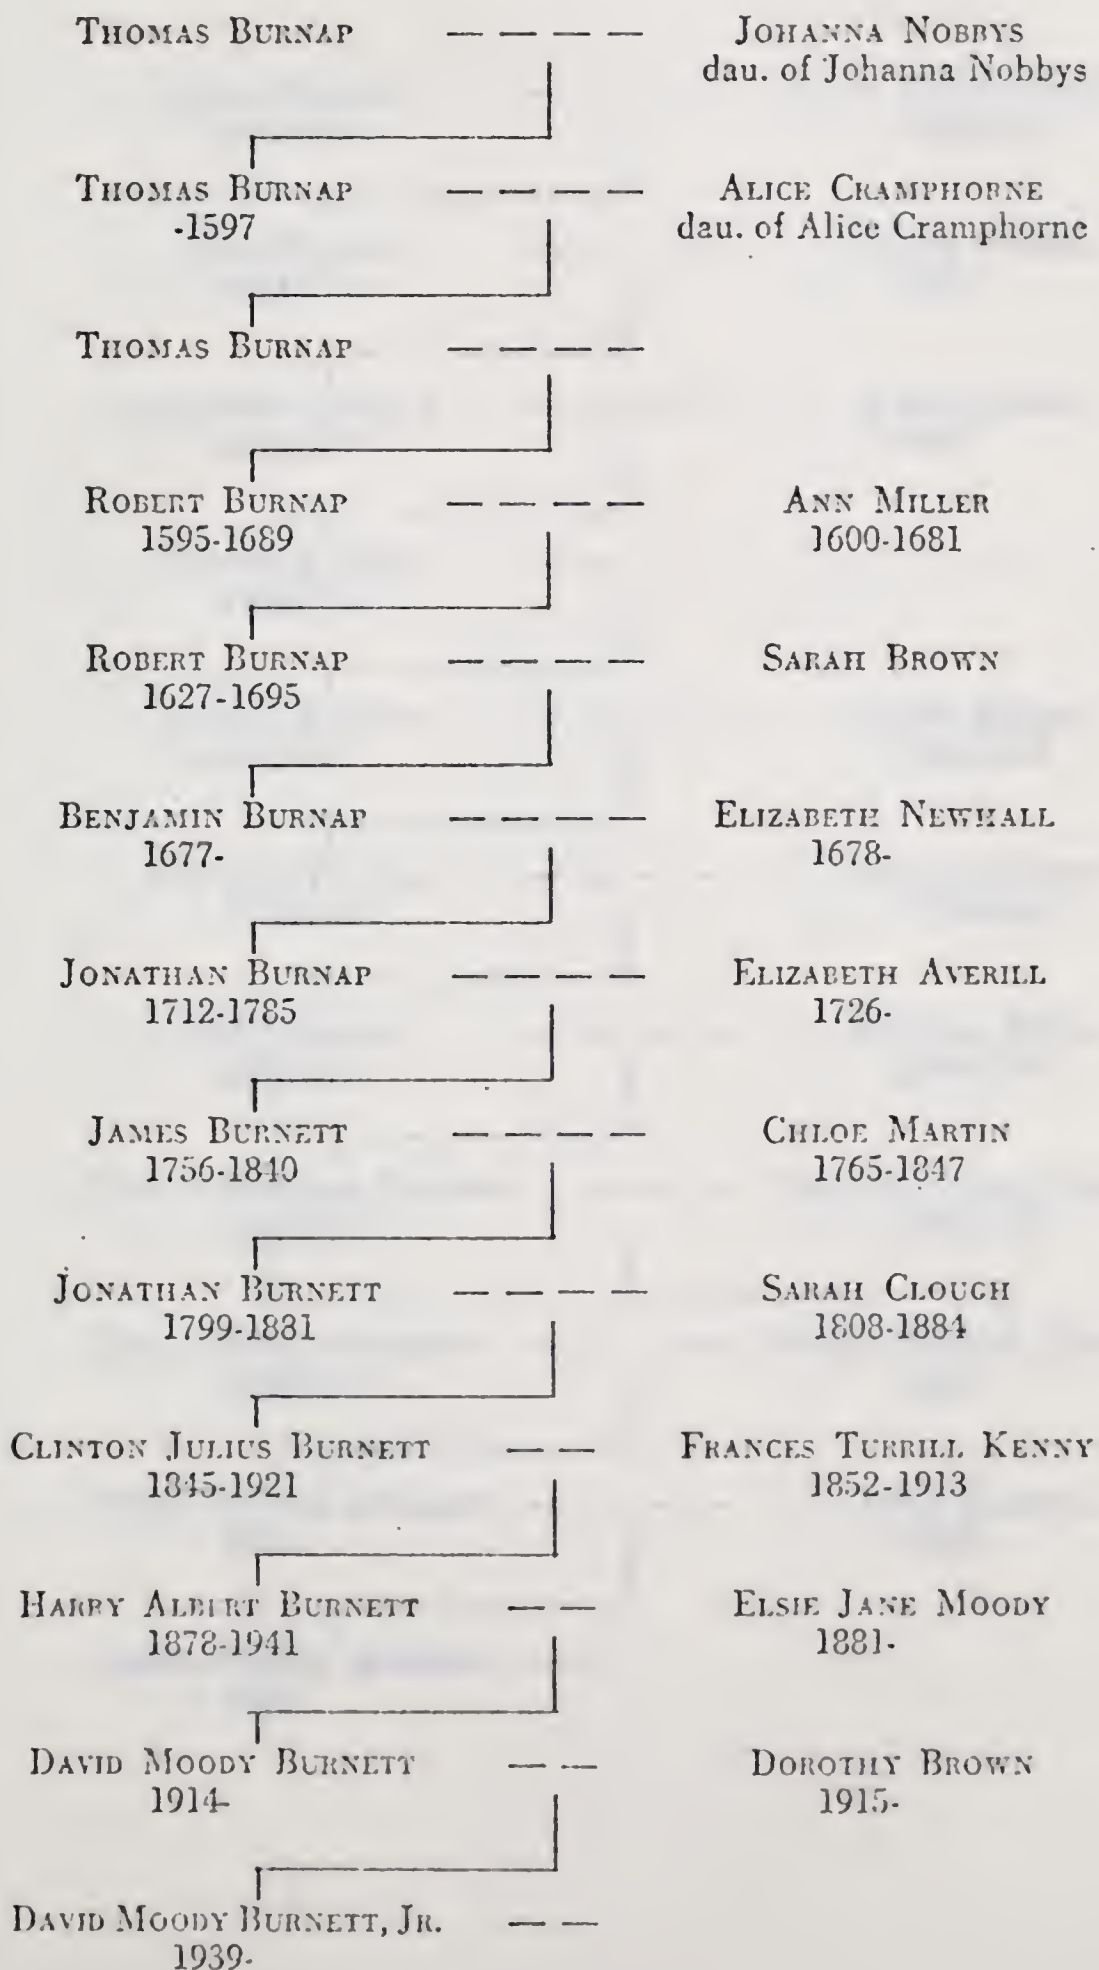 THOMAS BURNAP — — — — JOHANNA NOBBYS
dau. of Johanna Nobbys
THOMAS BURNAP — — — — ALICE CRAMPHORNE
-1597 dau. of Alice Cramphorne
THOMAS BURNAP — — — —
ROBERT BURNAP — — — — ANN MILLER
1595-1689 1600-1681
ROBERT BURNAP — — — — SARAH BROWN
1627-1695
BENJAMIN BURNAP — — — — ELIZABETH NEWHALL
1677- 1678-
JONATHAN BURNAP — — — — ELIZABETH AVERILL
1712-1785 1726-
JAMES BURNETT — — — — CHLOE MARTIN
1756-1840 1765-1847
JONATHAN BURNETT — — — — SARAH CLOUGH
1799-1881 1808-1884
CLINTON JULIUS BURNETT — — FRANCES TURRILL KENNY
1845-1921 1852-1913
HARRY ALBERT BURNETT — — ELSIE JANE MOODY
1878-1941 1881-
DAVID MOODY BURNETT — — DOROTHY BROWN
1914- 1915-
DAVID MOODY BURNETT, JR. — —
1939-